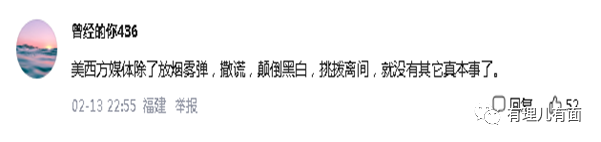 曾经的你436
美西方媒体除了放烟雾弹，撒谎，颠倒黑白，挑拨离间，就没有其它真本事了。
02-13 22:55 福建 举报 回复 52
有理儿有面